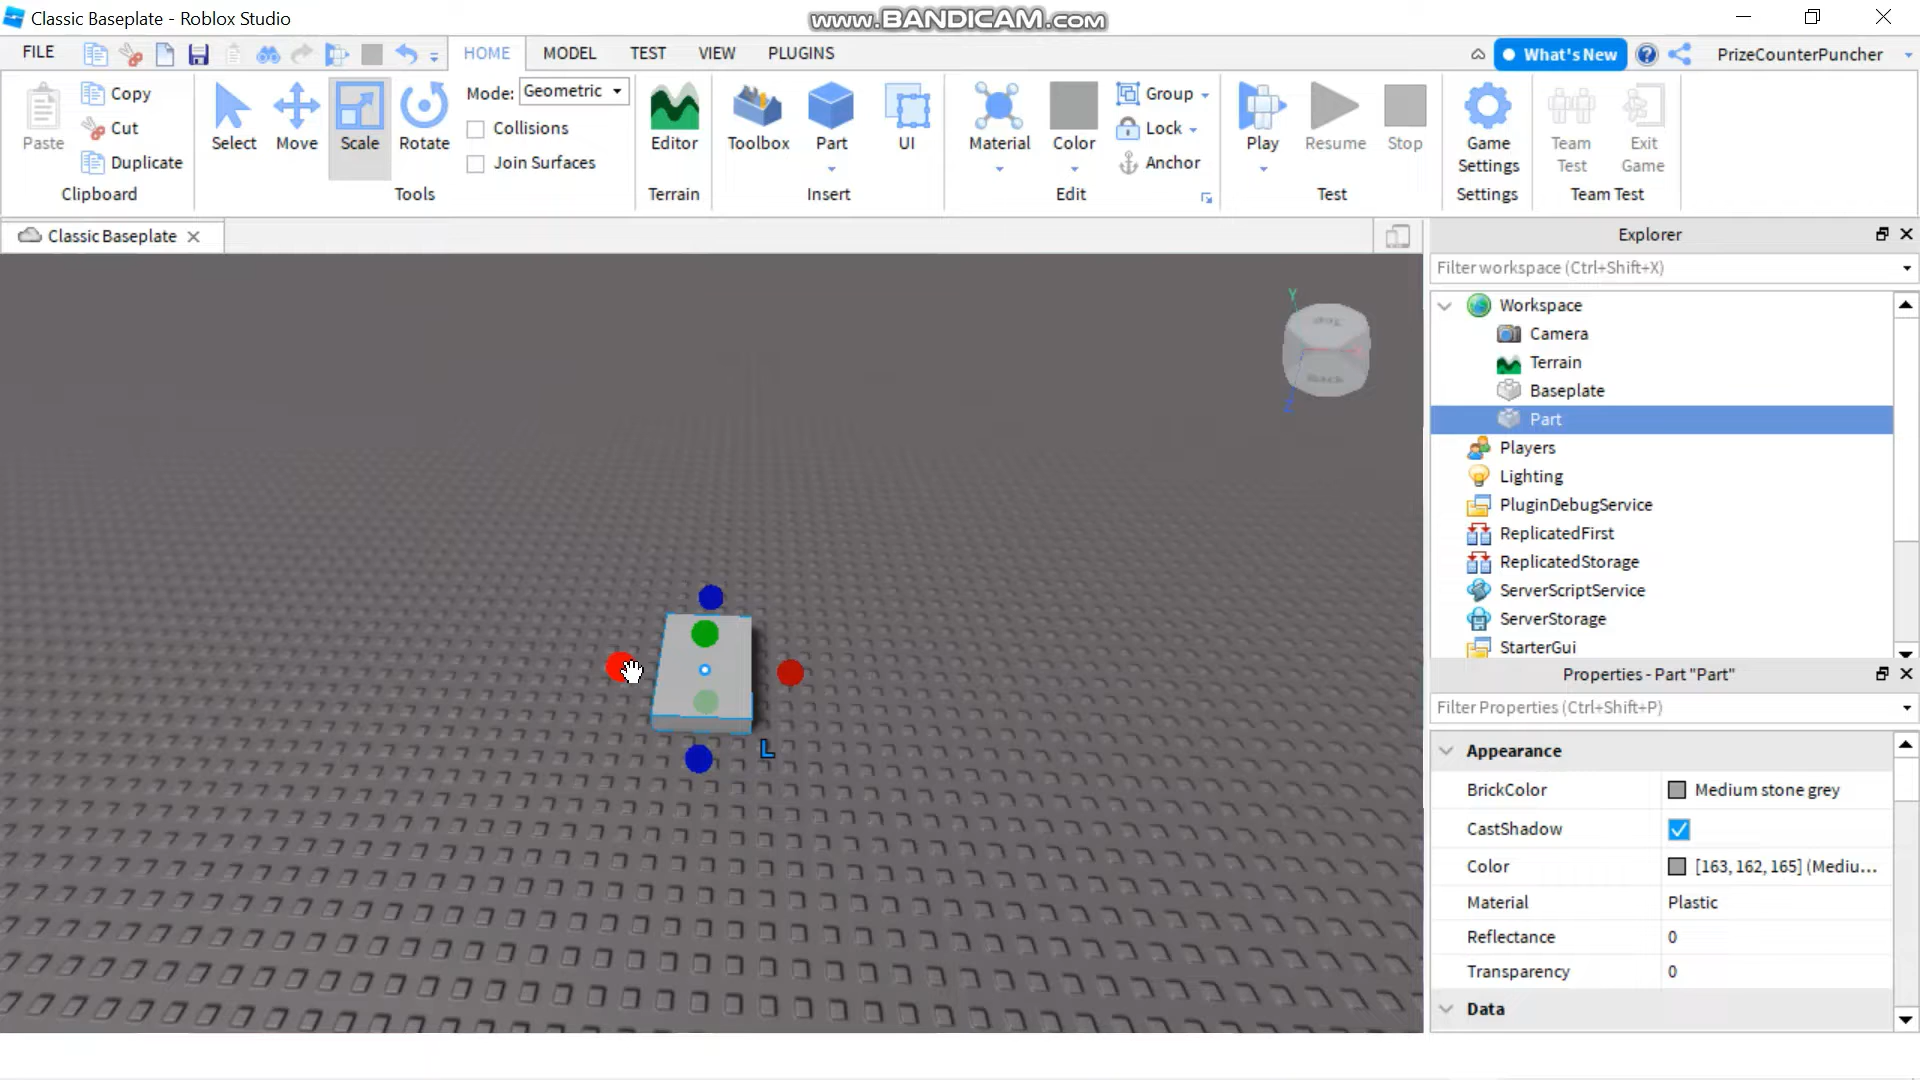 Classic Baseplate - Roblox Studio
www.BANDICAM.com
FILE HOME MODEL TEST VIEW PLUGINS What's New PrizeCounterPuncher
Paste Copy Cut Duplicate
Clipboard
Select Move Scale Rotate Mode: Geometric
Collisions
Join Surfaces
Tools
Editor
Terrain
Toolbox Part UI
Insert
Material Color Group Lock Anchor
Edit
Play Resume Stop
Test
Game Settings
Settings
Team Test Exit Game
Team Test
Classic Baseplate
Y
Top
Back
Z
L
Explorer
Filter workspace (Ctrl+Shift+X)
Workspace
Camera
Terrain
Baseplate
Part
Players
Lighting
PluginDebugService
ReplicatedFirst
ReplicatedStorage
ServerScriptService
ServerStorage
StarterGui
Properties - Part "Part"
Filter Properties (Ctrl+Shift+P)
Appearance
BrickColor Medium stone grey
CastShadow
Color [163, 162, 165] (Mediu...
Material Plastic
Reflectance 0
Transparency 0
Data